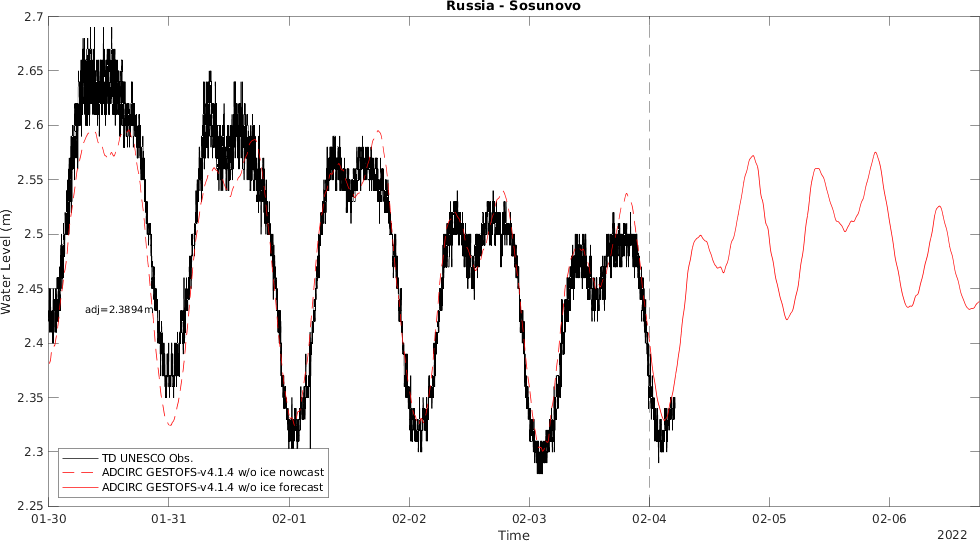 Russia - Sosunovo
2.7
2.65
2.6
2.55
2.5
2.45
2.4
2.35
2.3
2.25
Water Level (m)
adj=2.3894m
TD UNESCO Obs.
ADCIRC GESTOFS-v4.1.4 w/o ice nowcast
ADCIRC GESTOFS-v4.1.4 w/o ice forecast
01-30 01-31 02-01 02-02 02-03 02-04 02-05 02-06
Time
2022